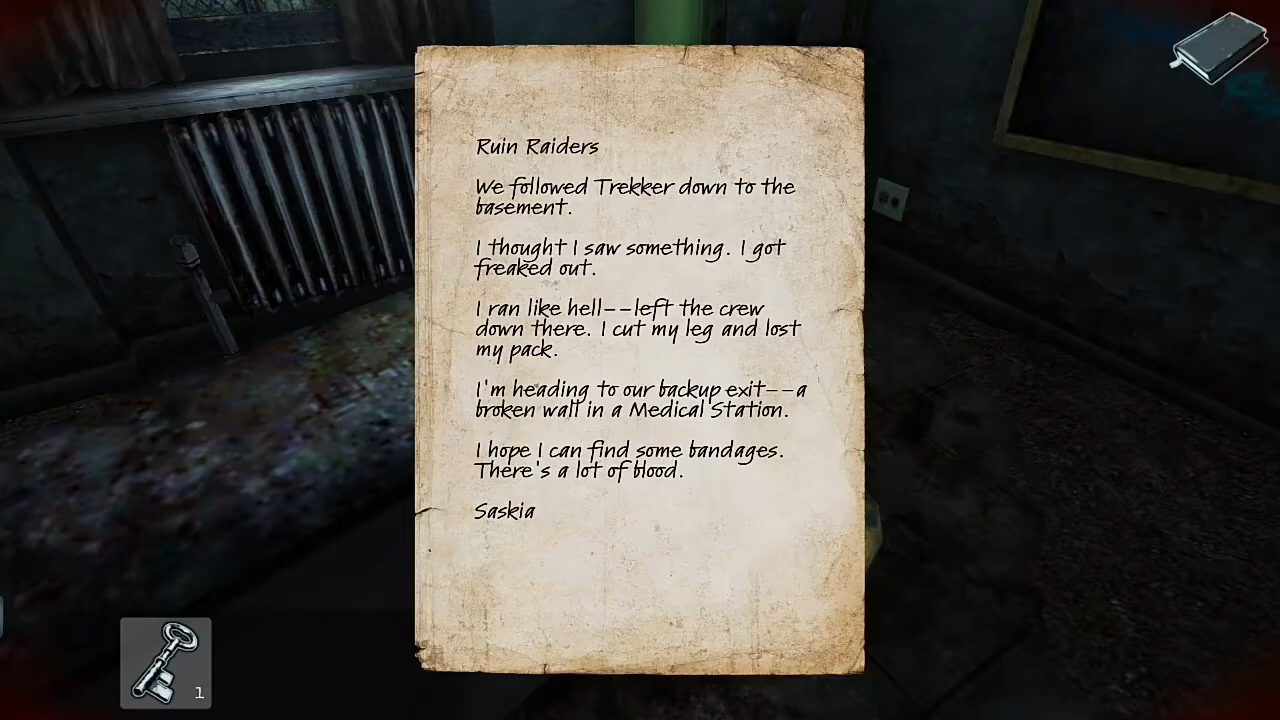 Ruin Raiders
We followed Trekker down to the
basement.
I thought I saw something. I got
freaked out.
I ran like hell--left the crew
down there. I cut my leg and lost
my pack.
I'm heading to our backup exit--a
broken wall in a Medical Station.
I hope I can find some bandages.
There's a lot of blood.
Saskia
1